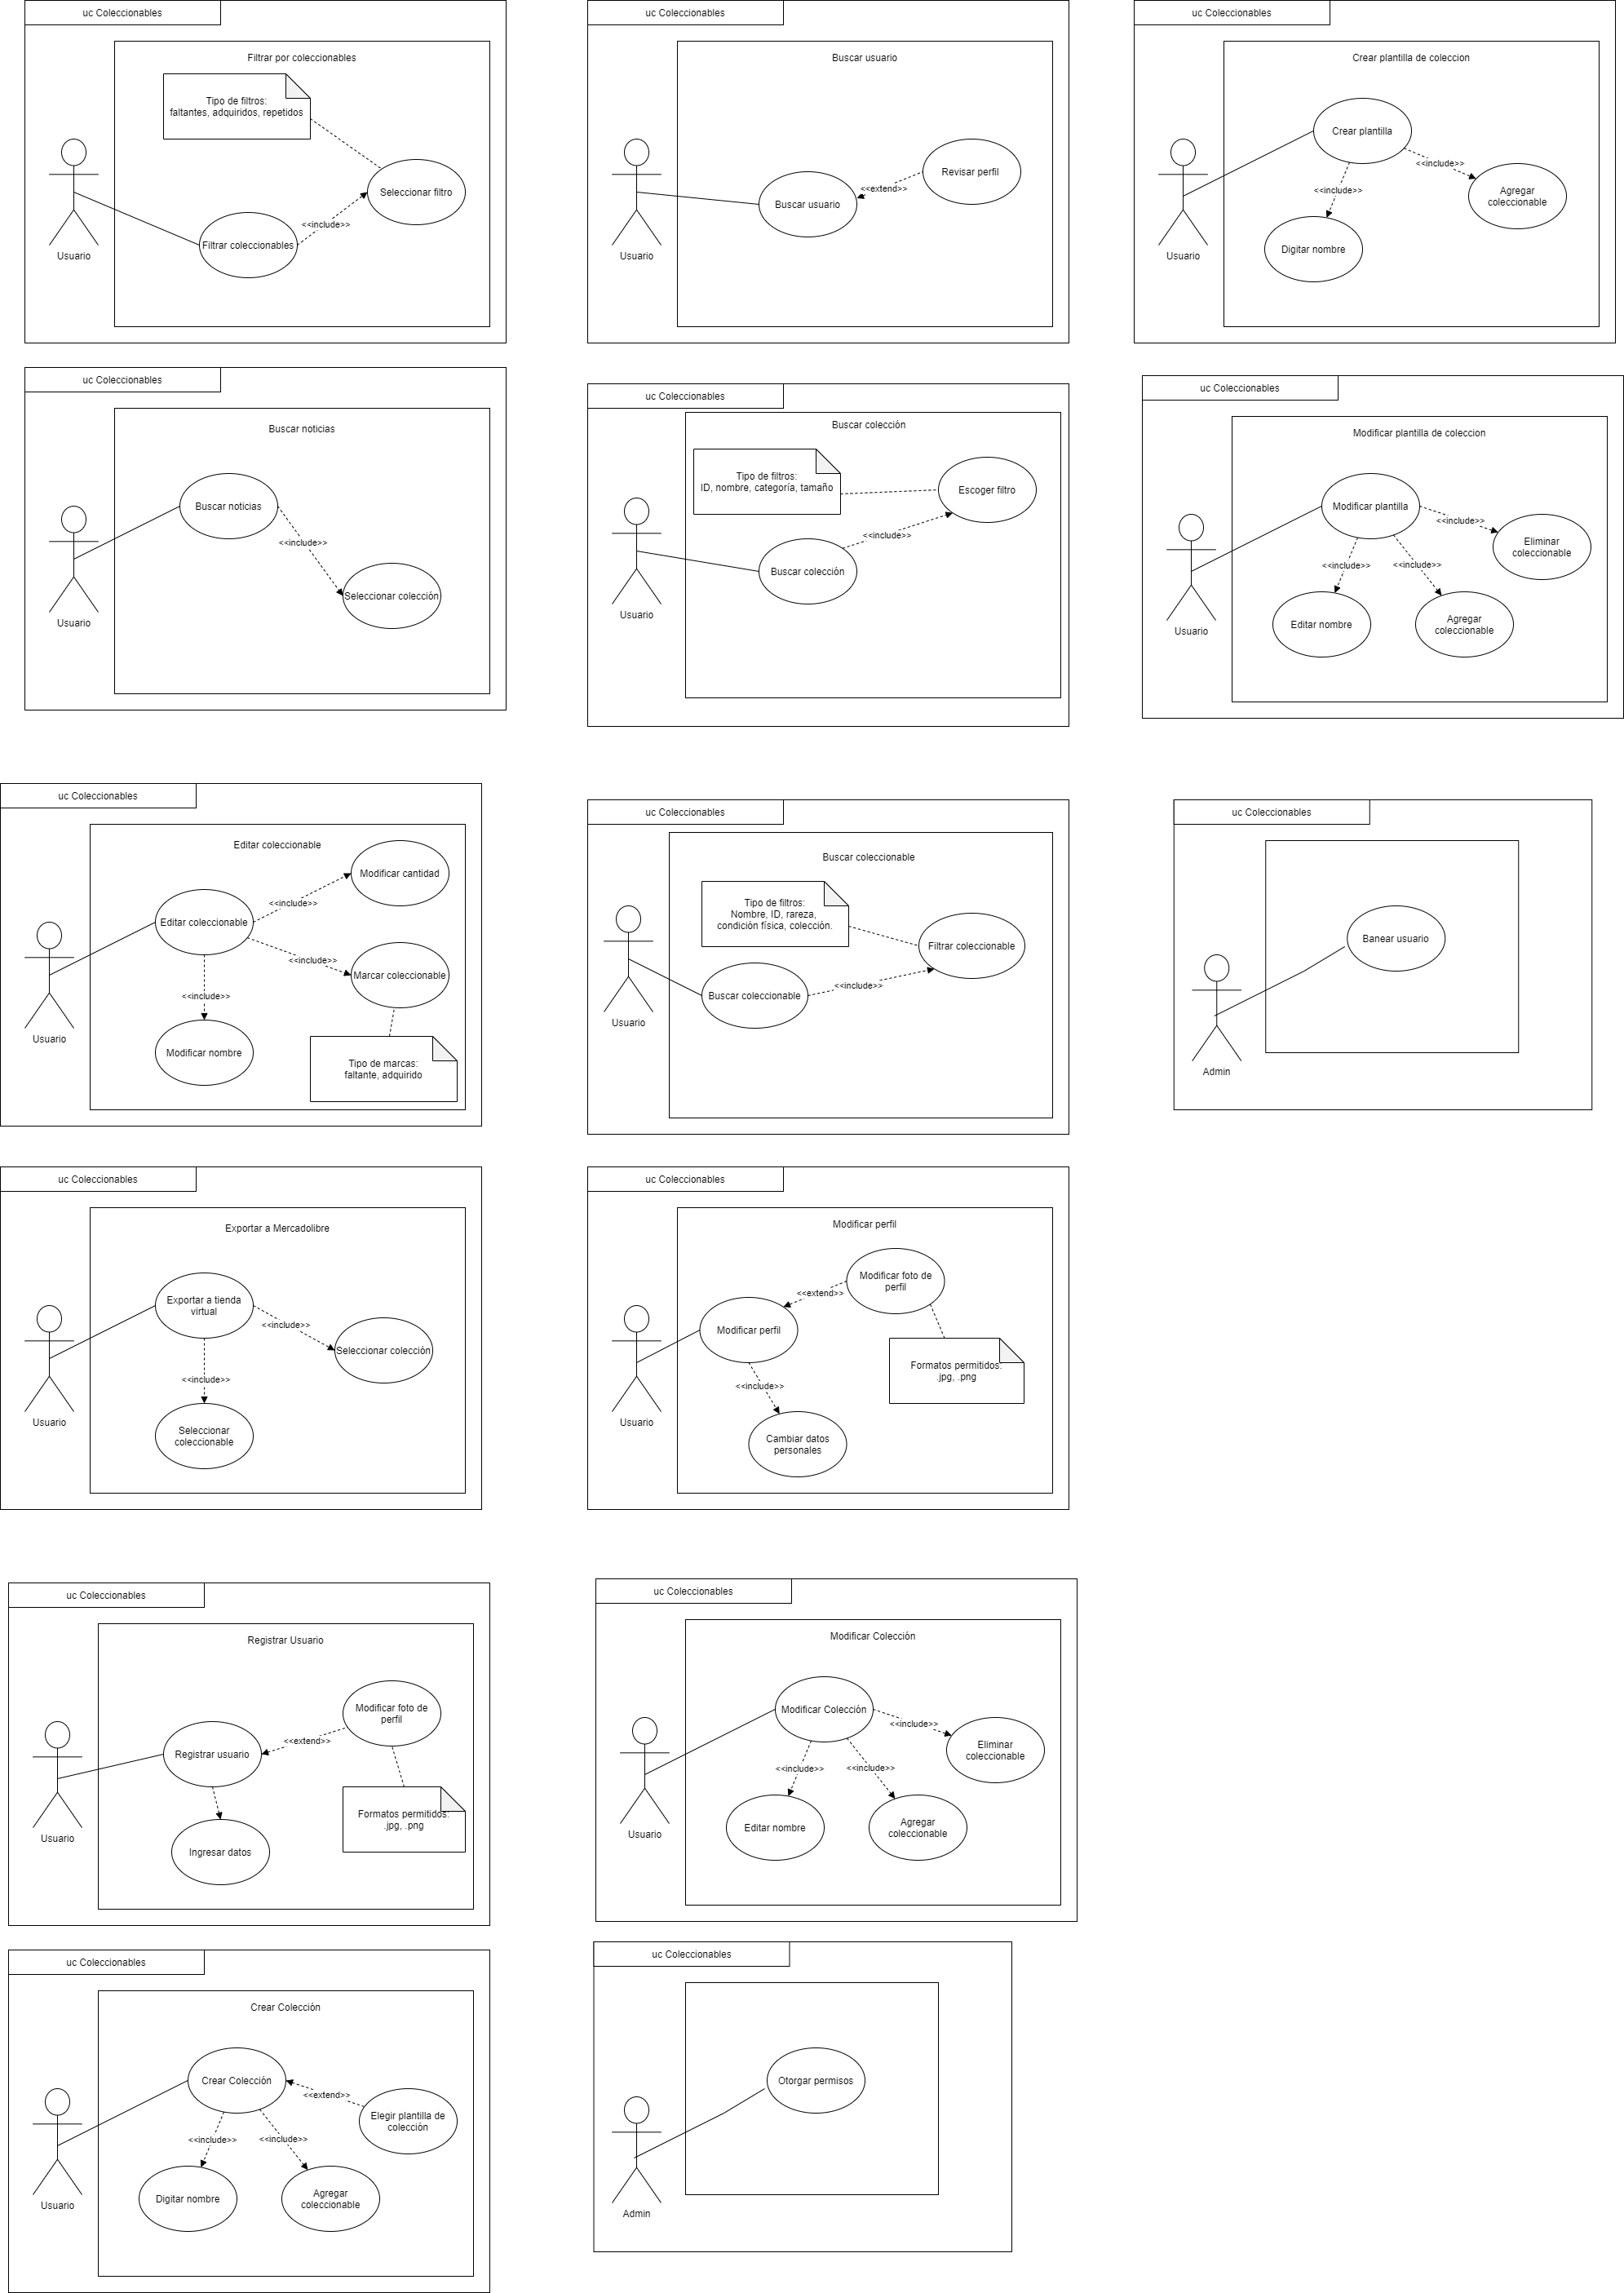 uc Coleccionables
Filtrar por coleccionables
Tipo de filtros:
faltantes, adquiridos, repetidos
Seleccionar filtro
<<include>>
Filtrar coleccionables
Usuario
uc Coleccionables
Buscar usuario
Revisar perfil
<<extend>>
Buscar usuario
Usuario
uc Coleccionables
Crear plantilla de coleccion
Crear plantilla
<<include>>
<<include>>
Agregar
coleccionable
Digitar nombre
Usuario
uc Coleccionables
Buscar noticias
Buscar noticias
<<include>>
Seleccionar colección
Usuario
uc Coleccionables
Buscar colección
Tipo de filtros:
ID, nombre, categoría, tamaño
Escoger filtro
<<include>>
Buscar colección
Usuario
uc Coleccionables
Modificar plantilla de coleccion
Modificar plantilla
<<include>>
Eliminar
coleccionable
<<include>>
<<include>>
Editar nombre
Agregar
coleccionable
Usuario
uc Coleccionables
Editar coleccionable
Modificar cantidad
<<include>>
Editar coleccionable
<<include>>
Marcar coleccionable
<<include>>
Modificar nombre
Tipo de marcas:
faltante, adquirido
Usuario
uc Coleccionables
Buscar coleccionable
Tipo de filtros:
Nombre, ID, rareza,
condición física, colección.
Filtrar coleccionable
<<include>>
Buscar coleccionable
Usuario
uc Coleccionables
Banear usuario
Admin
uc Coleccionables
Exportar a Mercadolibre
Exportar a tienda
virtual
<<include>>
Seleccionar colección
<<include>>
Seleccionar
coleccionable
Usuario
uc Coleccionables
Modificar perfil
Modificar foto de
perfil
<<extend>>
Modificar perfil
Formatos permitidos:
.jpg, .png
<<include>>
Cambiar datos
personales
Usuario
uc Coleccionables
Registrar Usuario
Modificar foto de
perfil
<<extend>>
Registrar usuario
Formatos permitidos:
.jpg, .png
Ingresar datos
Usuario
uc Coleccionables
Modificar Colección
Modificar Colección
<<include>>
Eliminar
coleccionable
<<include>>
<<include>>
Editar nombre
Agregar
coleccionable
Usuario
uc Coleccionables
Crear Colección
Crear Colección
<<extend>>
Elegir plantilla de
colección
<<include>>
<<include>>
Digitar nombre
Agregar
coleccionable
Usuario
uc Coleccionables
Otorgar permisos
Admin